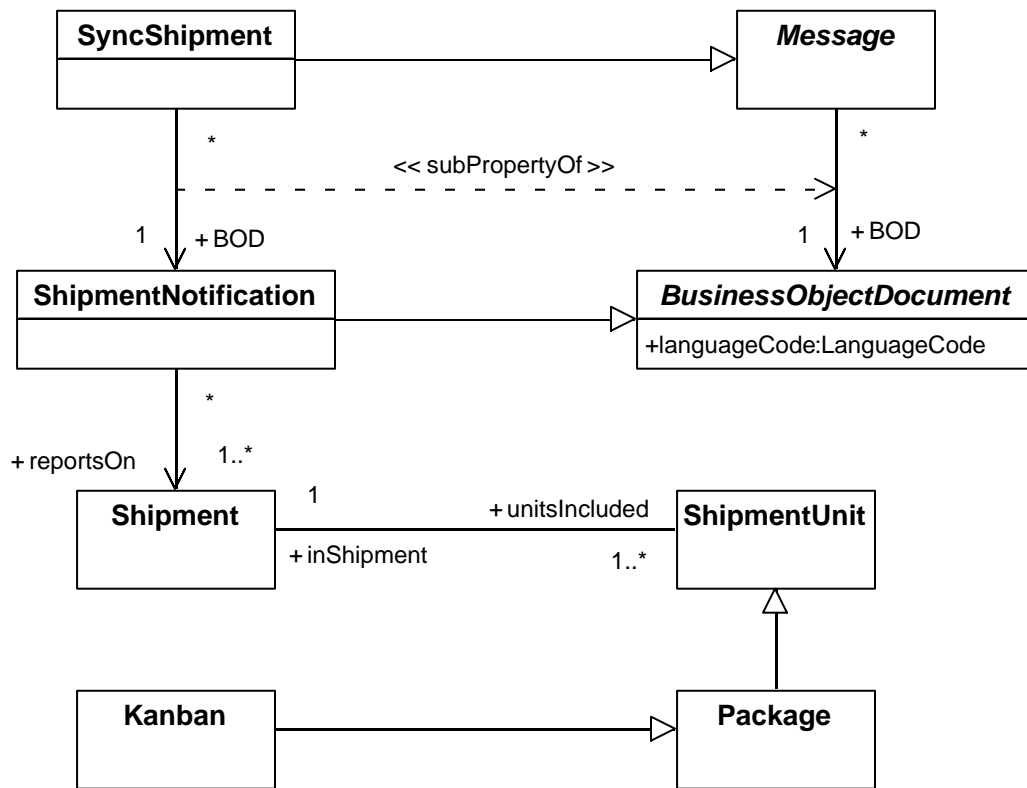 SyncShipment
Message
*
*
<< subPropertyOf >>
1
+ BOD
1
+ BOD
ShipmentNotification
BusinessObjectDocument
+languageCode:LanguageCode
*
+ reportsOn
1..*
Shipment
1
+ unitsIncluded
ShipmentUnit
+ inShipment
1..*
Kanban
Package